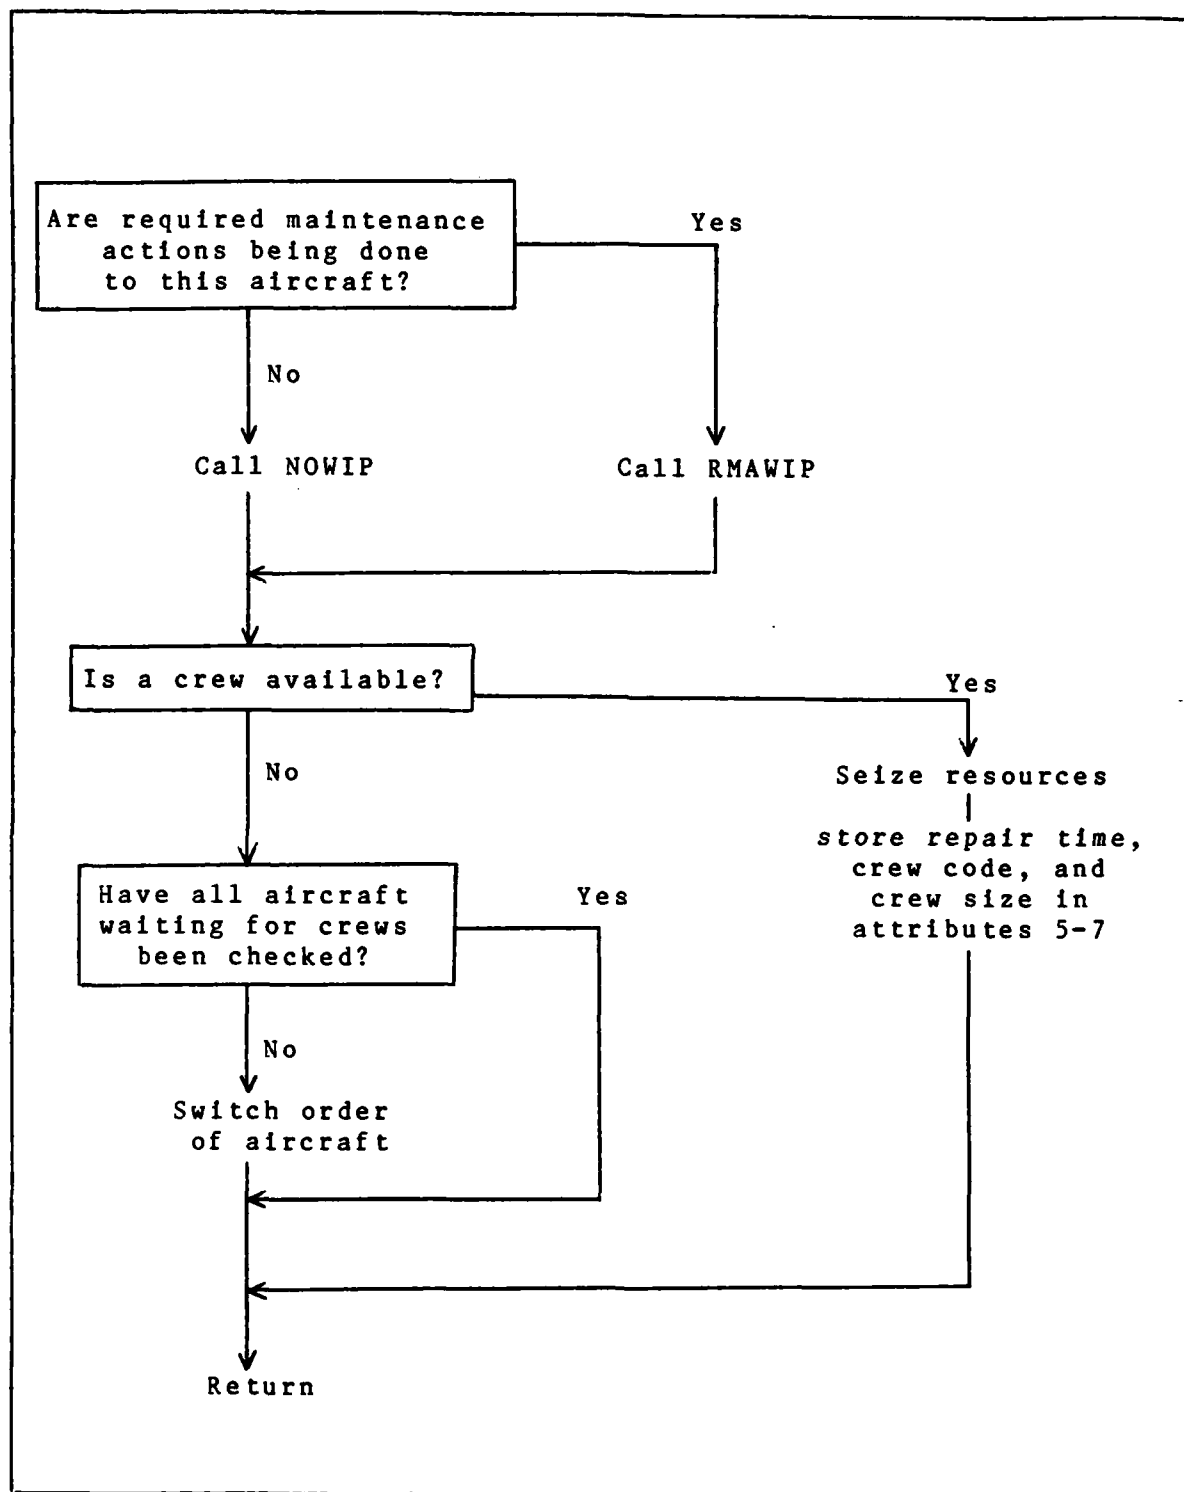 Are required maintenance
actions being done
to this aircraft?
Yes
No
Call NOWIP
Call RMAWIP
Is a crew available?
Yes
No
Seize resources
store repair time,
crew code, and
crew size in
attributes 5-7
Have all aircraft
waiting for crews
been checked?
Yes
No
Switch order
of aircraft
Return